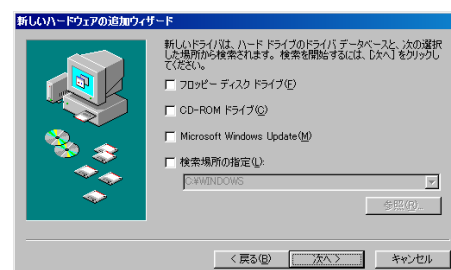 新しいハードウェアの追加ウィザード
新しいドライバは、ハード ドライブのドライバ データベースと、次の選択
した場所から検索されます。検索を開始するには、[次へ] をクリックし
てください。
フロッピー ディスク ドライブ(F)
CD-ROM ドライブ(C)
Microsoft Windows Update(M)
検索場所の指定(L):
C:¥WINDOWS
参照(R)...
< 戻る(B)
次へ >
キャンセル